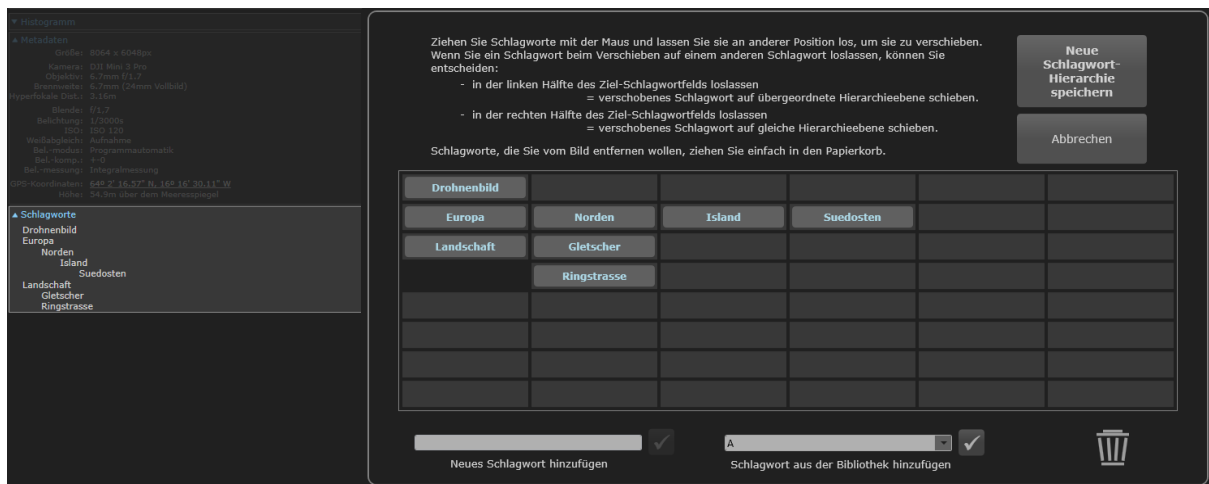 ▼ Histogramm
▲ Metadaten
Größe: 8064 x 6048px
Kamera: DJI Mini 3 Pro
Objektiv: 6.7mm f/1.7
Brennweite: 6.7mm (24mm Vollbild)
Hyperfokale Dist.: 3.16m
Blende: f/1.7
Belichtung: 1/3000s
ISO: ISO 120
Weißabgleich: Aufnahme
Bel.-modus: Programmautomatik
Bel.-komp.: +-0
Bel.-messung: Integralmessung
GPS-Koordinaten: 64º 2' 16.57" N, 16º 16' 30.11" W
Höhe: 54.9m über dem Meeresspiegel
▲ Schlagworte
Drohnenbild
Europa
Norden
Island
Suedosten
Landschaft
Gletscher
Ringstrasse
Ziehen Sie Schlagworte mit der Maus und lassen Sie sie an anderer Position los, um sie zu verschieben.
Wenn Sie ein Schlagwort beim Verschieben auf einem anderen Schlagwort loslassen, können Sie
entscheiden:
- in der linken Hälfte des Ziel-Schlagwortfelds loslassen
= verschobenes Schlagwort auf übergeordnete Hierarchieebene schieben.
- in der rechten Hälfte des Ziel-Schlagwortfelds loslassen
= verschobenes Schlagwort auf gleiche Hierarchieebene schieben.
Schlagworte, die Sie vom Bild entfernen wollen, ziehen Sie einfach in den Papierkorb.
Neue
Schlagwort-
Hierarchie
speichern
Abbrechen
Drohnenbild
Europa Norden Island Suedosten
Landschaft Gletscher
Ringstrasse
A
Neues Schlagwort hinzufügen
Schlagwort aus der Bibliothek hinzufügen